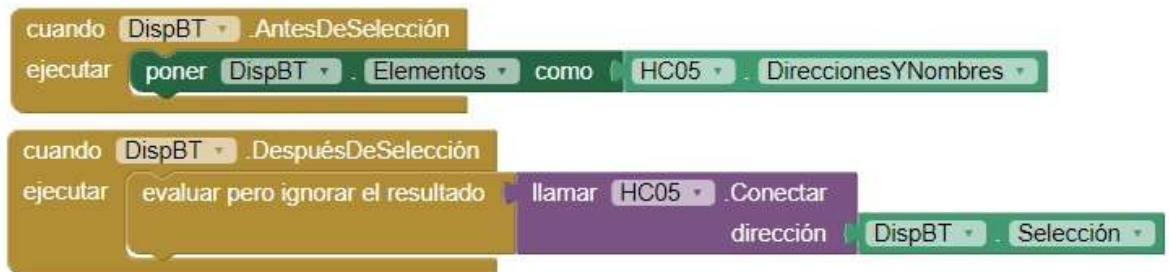 cuando DispBT .AntesDeSelección
ejecutar poner DispBT . Elementos como HC05 . DireccionesYNombres
cuando DispBT .DespuésDeSelección
ejecutar evaluar pero ignorar el resultado llamar HC05 .Conectar
dirección DispBT . Selección